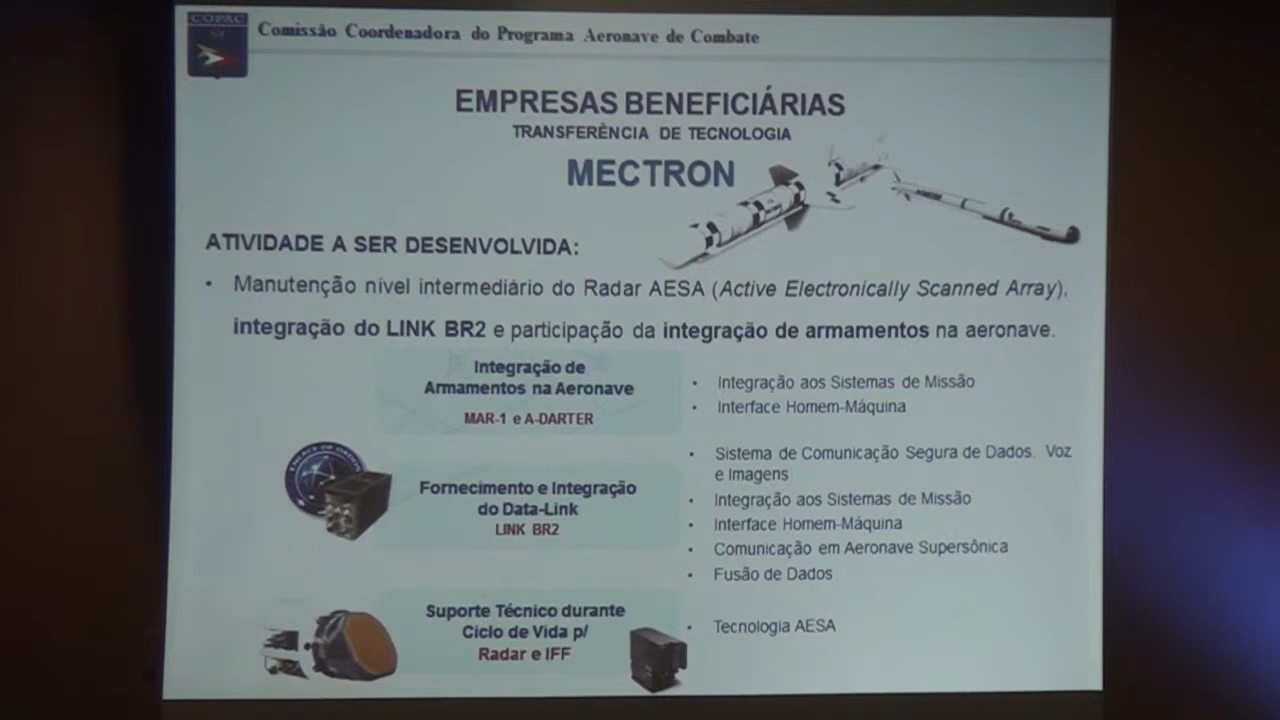 COPAC
Comissão Coordenadora do Programa Aeronave de Combate
EMPRESAS BENEFICIÁRIAS
TRANSFERÊNCIA DE TECNOLOGIA
MECTRON
ATIVIDADE A SER DESENVOLVIDA:
• Manutenção nível intermediário do Radar AESA (Active Electronically Scanned Array),
integração do LINK BR2 e participação da integração de armamentos na aeronave.
Integração de
Armamentos na Aeronave
MAR-1 e A-DARTER
• Integração aos Sistemas de Missão
• Interface Homem-Máquina
Fornecimento e Integração
do Data-Link
LINK BR2
• Sistema de Comunicação Segura de Dados, Voz
e Imagens
• Integração aos Sistemas de Missão
• Interface Homem-Máquina
• Comunicação em Aeronave Supersônica
• Fusão de Dados
Suporte Técnico durante
Ciclo de Vida p/
Radar e IFF
• Tecnologia AESA